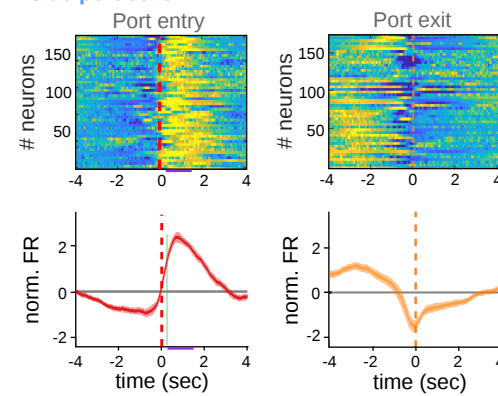 Port entry
Port exit
# neurons
150
100
50
-4 -2 0 2 4
# neurons
150
100
50
-4 -2 0 2 4
norm. FR
2
0
-2
-4 -2 0 2 4
time (sec)
norm. FR
2
0
-2
-4 -2 0 2 4
time (sec)